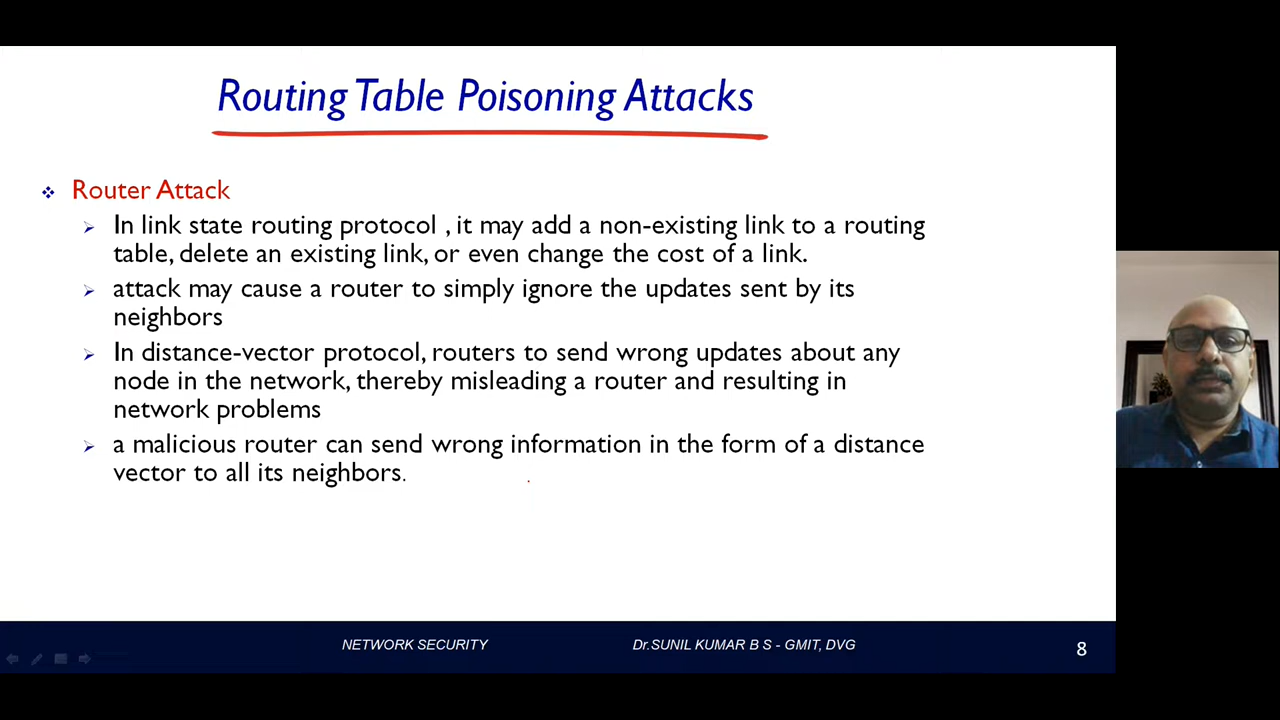 Routing Table Poisoning Attacks
Router Attack
In link state routing protocol , it may add a non-existing link to a routing
table, delete an existing link, or even change the cost of a link.
attack may cause a router to simply ignore the updates sent by its
neighbors
In distance-vector protocol, routers to send wrong updates about any
node in the network, thereby misleading a router and resulting in
network problems
a malicious router can send wrong information in the form of a distance
vector to all its neighbors.
NETWORK SECURITY
Dr.SUNIL KUMAR B S - GMIT, DVG
8